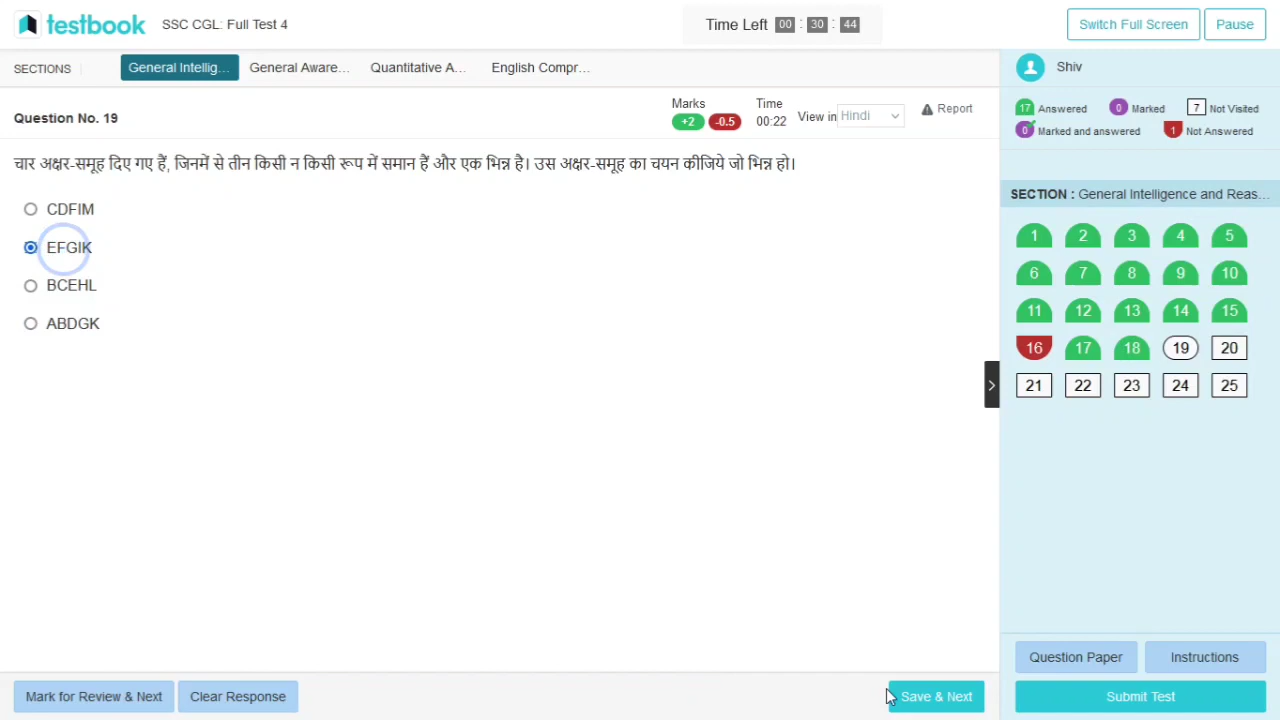 testbook SSC CGL: Full Test 4 Time Left 00 : 30 : 44 Switch Full Screen Pause
SECTIONS General Intellig... General Aware... Quantitative A... English Compr... Shiv
Question No. 19 Marks +2 -0.5 Time 00:22 View in Hindi Report
17 Answered 0 Marked 7 Not Visited
0 Marked and answered 1 Not Answered
चार अक्षर-समूह दिए गए हैं, जिनमें से तीन किसी न किसी रूप में समान हैं और एक भिन्न है। उस अक्षर-समूह का चयन कीजिये जो भिन्न हो।
CDFIM
EFGIK
BCEHL
ABDGK
SECTION : General Intelligence and Reas...
1 2 3 4 5
6 7 8 9 10
11 12 13 14 15
16 17 18 19 20
21 22 23 24 25
>
Question Paper Instructions
Mark for Review & Next Clear Response Save & Next Submit Test